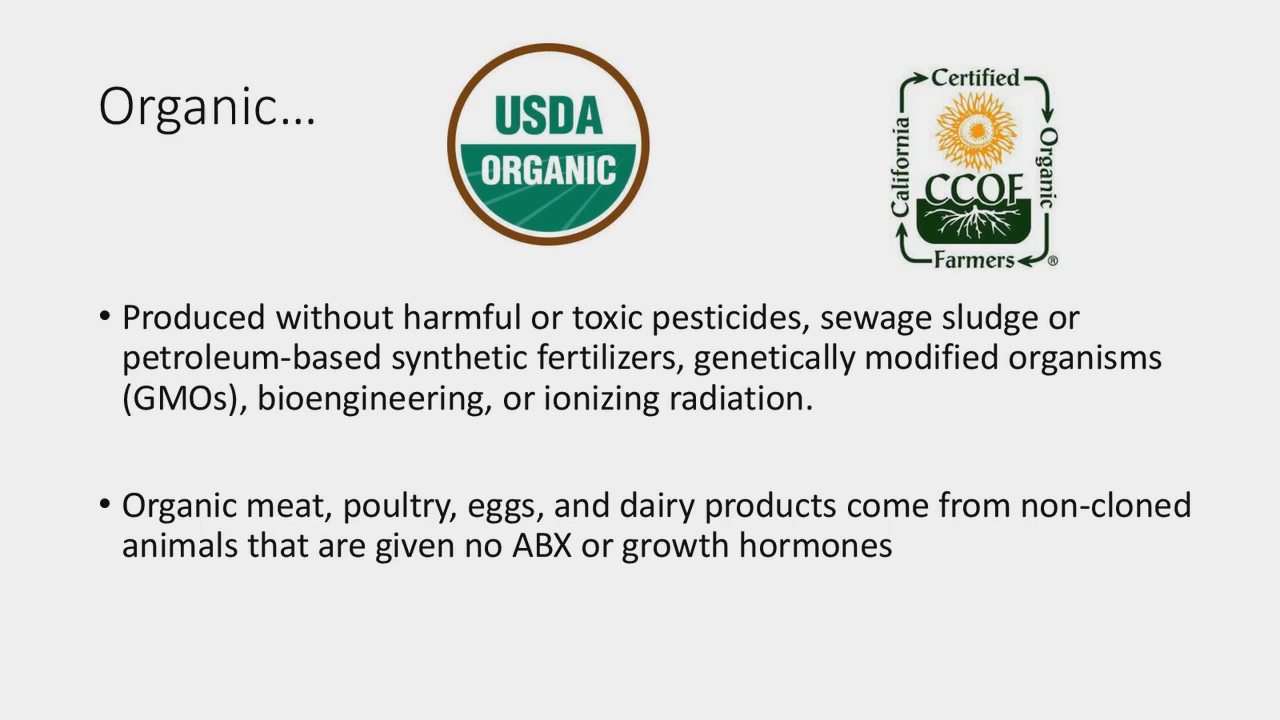 Organic...
USDA
ORGANIC
Certified
Organic
Farmers
California
CCOF
®
• Produced without harmful or toxic pesticides, sewage sludge or
petroleum-based synthetic fertilizers, genetically modified organisms
(GMOs), bioengineering, or ionizing radiation.
• Organic meat, poultry, eggs, and dairy products come from non-cloned
animals that are given no ABX or growth hormones